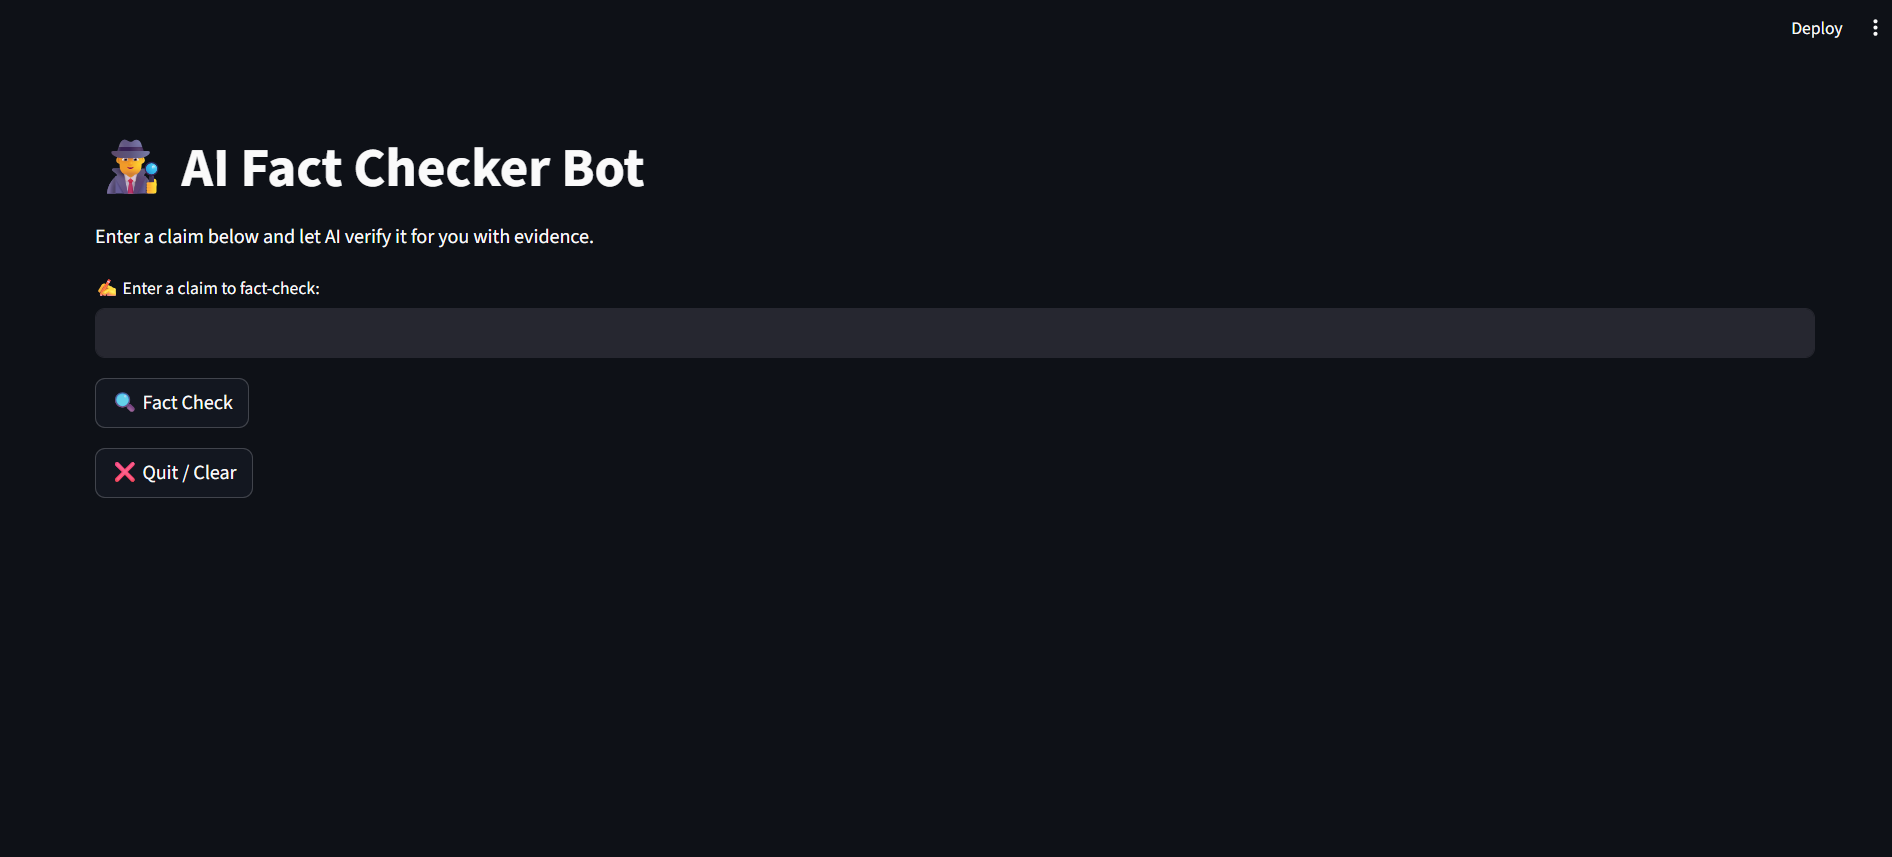 Deploy
AI Fact Checker Bot
Enter a claim below and let AI verify it for you with evidence.
Enter a claim to fact-check:
Fact Check
Quit / Clear